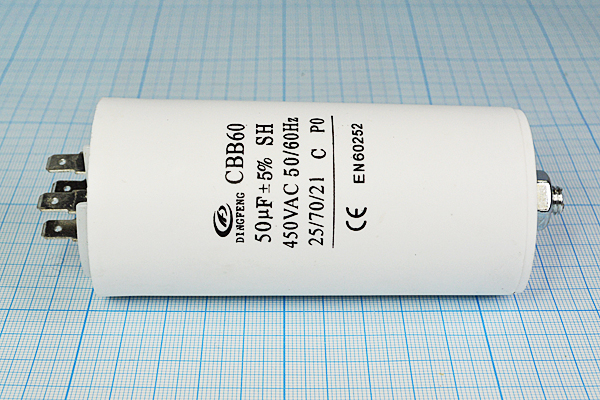 DINGFENG CBB60
50µF±5% SH
450VAC 50/60Hz
25/70/21 C P0
CE EN60252